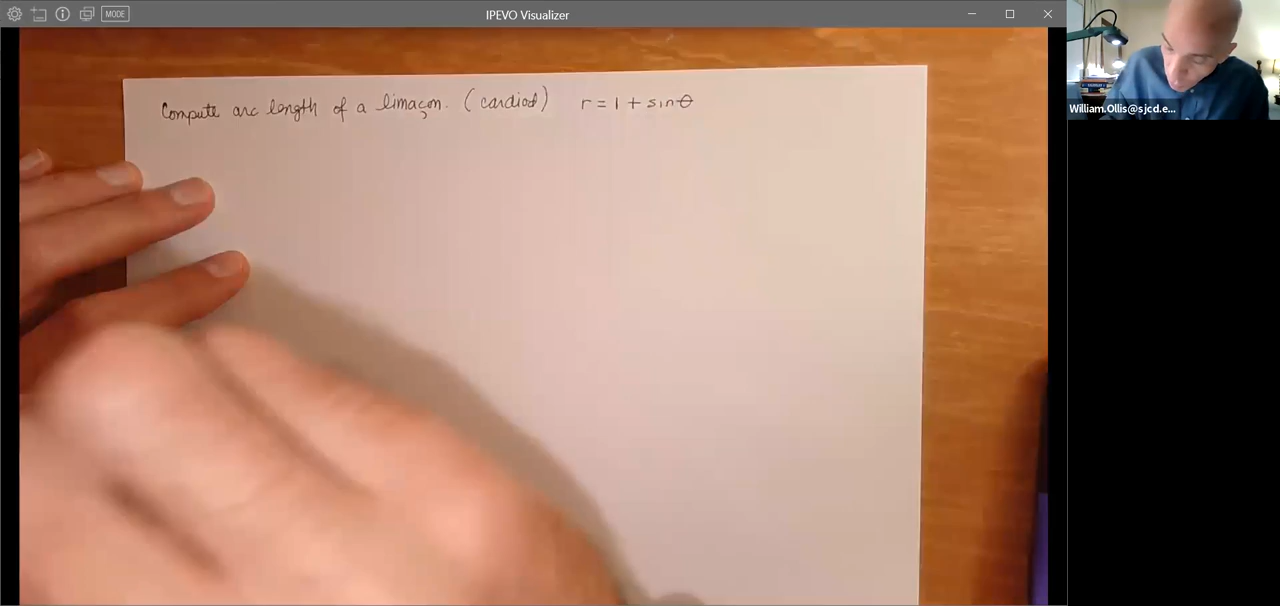 MODE
IPEVO Visualizer
Compute arc length of a limaçon. (cardiod) r = 1 + sinθ
William.Ollis@sjcd.e...